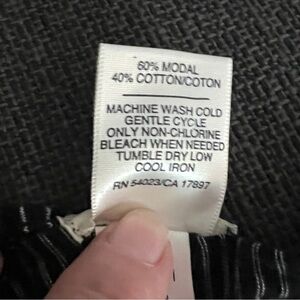 60% MODAL
40% COTTON/COTON
MACHINE WASH COLD
GENTLE CYCLE
ONLY NON-CHLORINE
BLEACH WHEN NEEDED
TUMBLE DRY LOW
COOL IRON
RN 54023/CA 17897